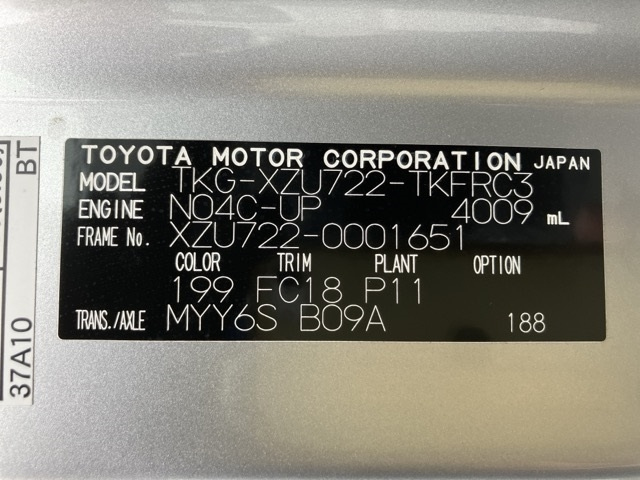 TOYOTA MOTOR CORPORATION JAPAN
MODEL TKG-XZU722-TKFRC3
ENGINE N04C-UP 4009 mL
FRAME No. XZU722-0001651
COLOR TRIM PLANT OPTION
199 FC18 P11
TRANS./AXLE MYY6S B09A 188
BT
37A10